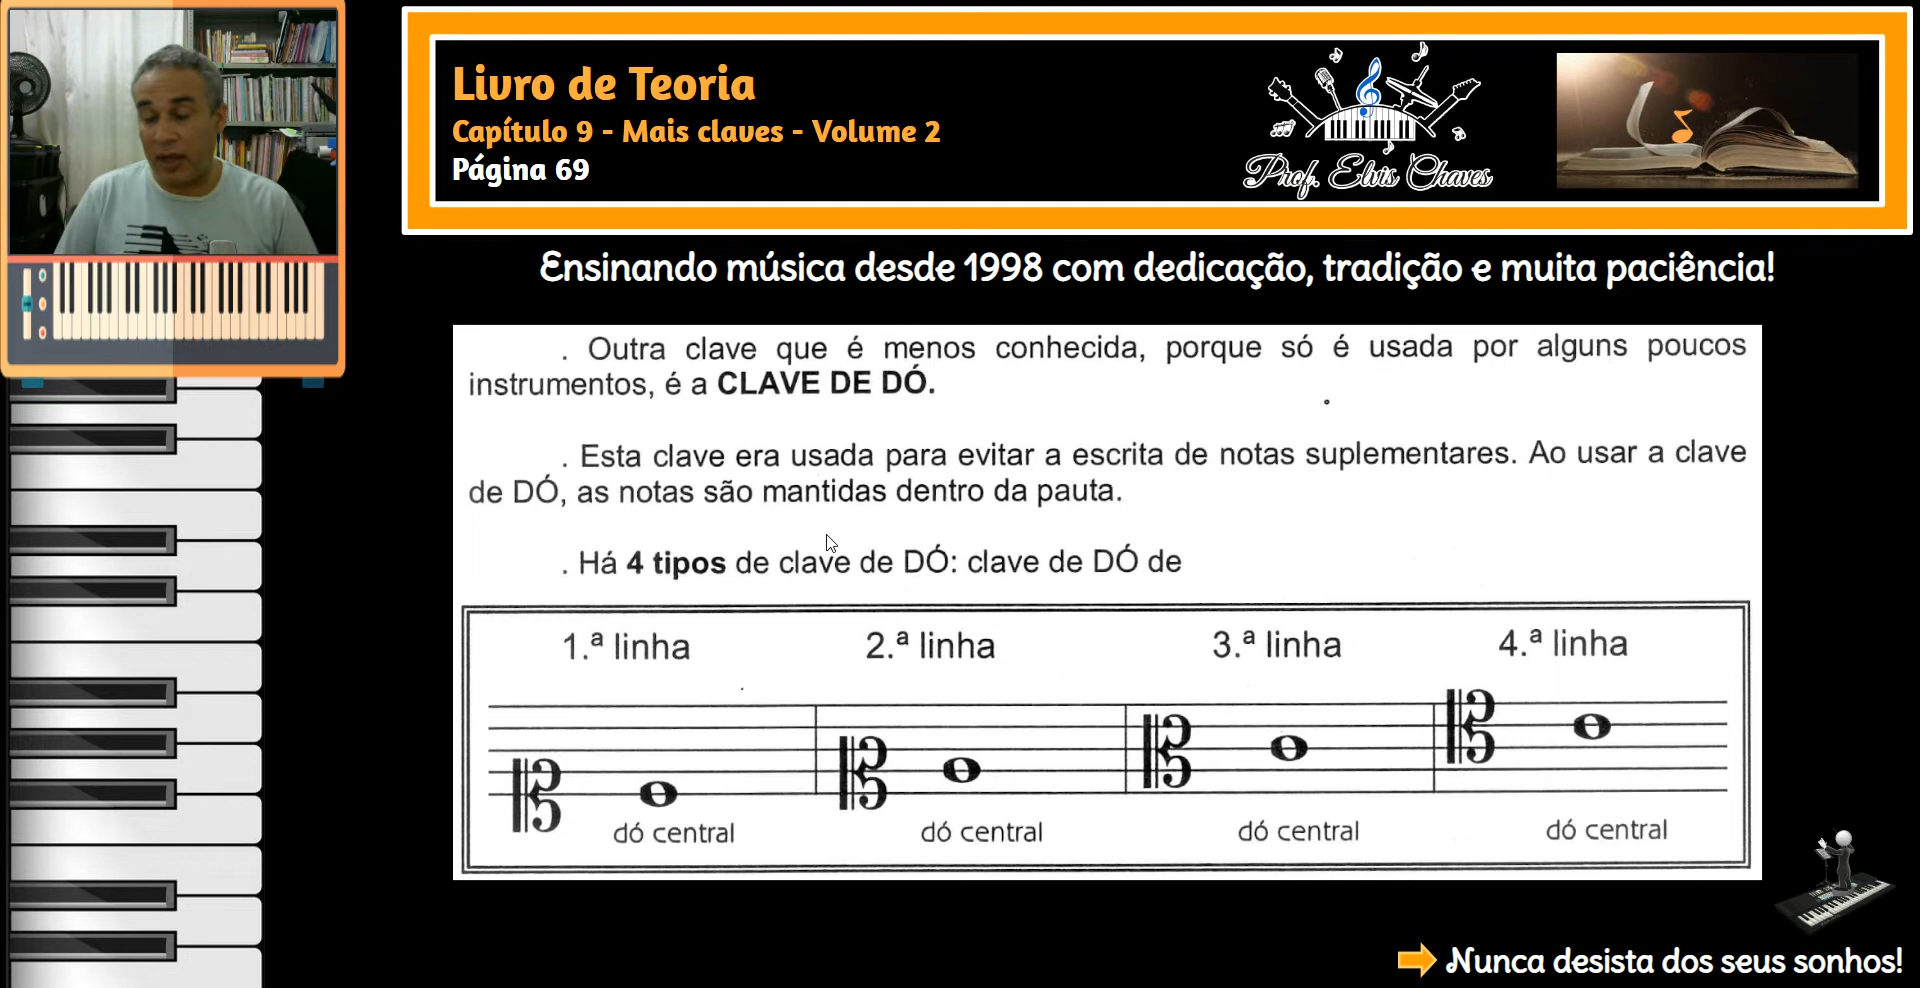 Livro de Teoria
Capítulo 9 - Mais claves - Volume 2
Página 69
Prof. Elvis Chaves
Ensinando música desde 1998 com dedicação, tradição e muita paciência!
. Outra clave que é menos conhecida, porque só é usada por alguns poucos
instrumentos, é a CLAVE DE DÓ.
. Esta clave era usada para evitar a escrita de notas suplementares. Ao usar a clave
de DÓ, as notas são mantidas dentro da pauta.
. Há 4 tipos de clave de DÓ: clave de DÓ de
1.ª linha 2.ª linha 3.ª linha 4.ª linha
dó central dó central dó central dó central
Nunca desista dos seus sonhos!